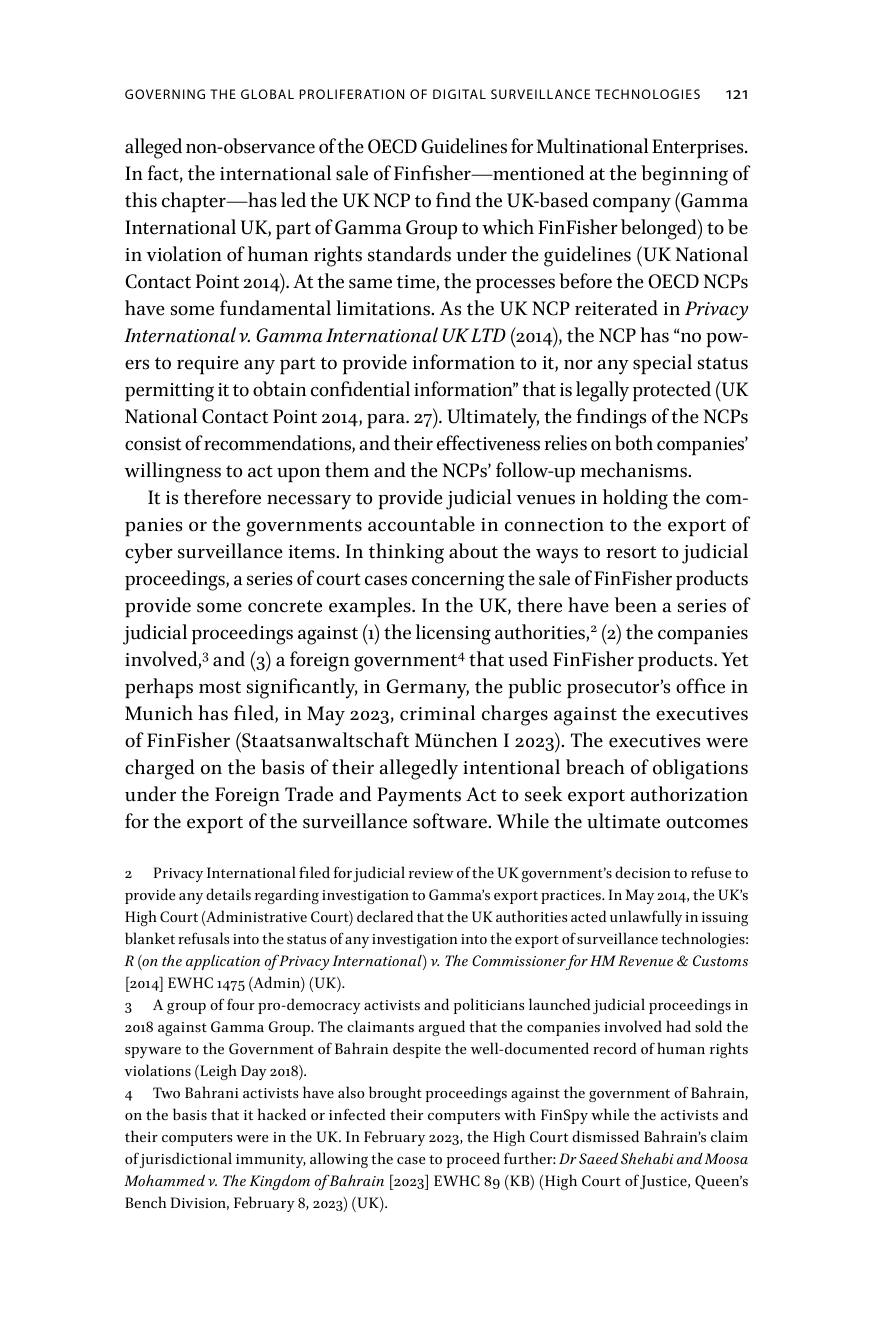 GOVERNING THE GLOBAL PROLIFERATION OF DIGITAL SURVEILLANCE TECHNOLOGIES 121
alleged non-observance of the OECD Guidelines for Multinational Enterprises.
In fact, the international sale of Finfisher—mentioned at the beginning of
this chapter—has led the UK NCP to find the UK-based company (Gamma
International UK, part of Gamma Group to which FinFisher belonged) to be
in violation of human rights standards under the guidelines (UK National
Contact Point 2014). At the same time, the processes before the OECD NCPs
have some fundamental limitations. As the UK NCP reiterated in Privacy
International v. Gamma International UK LTD (2014), the NCP has “no pow-
ers to require any part to provide information to it, nor any special status
permitting it to obtain confidential information” that is legally protected (UK
National Contact Point 2014, para. 27). Ultimately, the findings of the NCPs
consist of recommendations, and their effectiveness relies on both companies’
willingness to act upon them and the NCPs’ follow-up mechanisms.
It is therefore necessary to provide judicial venues in holding the com-
panies or the governments accountable in connection to the export of
cyber surveillance items. In thinking about the ways to resort to judicial
proceedings, a series of court cases concerning the sale of FinFisher products
provide some concrete examples. In the UK, there have been a series of
judicial proceedings against (1) the licensing authorities,2 (2) the companies
involved,3 and (3) a foreign government4 that used FinFisher products. Yet
perhaps most significantly, in Germany, the public prosecutor’s office in
Munich has filed, in May 2023, criminal charges against the executives
of FinFisher (Staatsanwaltschaft München I 2023). The executives were
charged on the basis of their allegedly intentional breach of obligations
under the Foreign Trade and Payments Act to seek export authorization
for the export of the surveillance software. While the ultimate outcomes
2 Privacy International filed for judicial review of the UK government’s decision to refuse to
provide any details regarding investigation to Gamma’s export practices. In May 2014, the UK’s
High Court (Administrative Court) declared that the UK authorities acted unlawfully in issuing
blanket refusals into the status of any investigation into the export of surveillance technologies:
R (on the application of Privacy International) v. The Commissioner for HM Revenue & Customs
[2014] EWHC 1475 (Admin) (UK).
3 A group of four pro-democracy activists and politicians launched judicial proceedings in
2018 against Gamma Group. The claimants argued that the companies involved had sold the
spyware to the Government of Bahrain despite the well-documented record of human rights
violations (Leigh Day 2018).
4 Two Bahrani activists have also brought proceedings against the government of Bahrain,
on the basis that it hacked or infected their computers with FinSpy while the activists and
their computers were in the UK. In February 2023, the High Court dismissed Bahrain’s claim
of jurisdictional immunity, allowing the case to proceed further: Dr Saeed Shehabi and Moosa
Mohammed v. The Kingdom of Bahrain [2023] EWHC 89 (KB) (High Court of Justice, Queen’s
Bench Division, February 8, 2023) (UK).